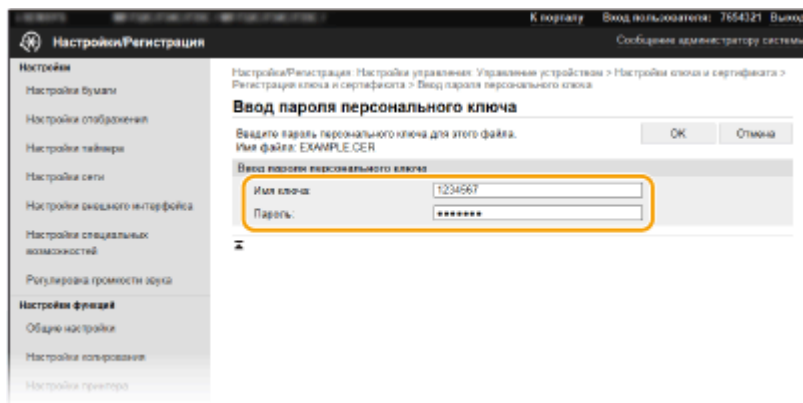 К порталу Вход пользователя: 7654321 Выход
Настройки/Регистрация
Сообщение администратору системы
Настройки
Настройки бумаги
Настройки отображения
Настройки таймера
Настройки сети
Настройки внешнего интерфейса
Настройки специальных
возможностей
Регулировка громкости звука
Настройки функций
Общие настройки
Настройки копирования
Настройки принтера
Настройки/Регистрация: Настройки управления: Управление устройством > Настройки ключа и сертификата >
Регистрация ключа и сертификата > Ввод пароля персонального ключа
Ввод пароля персонального ключа
Введите пароль персонального ключа для этого файла.
Имя файла: EXAMPLE.CER
OK Отмена
Ввод пароля персонального ключа
Имя ключа: 1234567
Пароль: •••••••